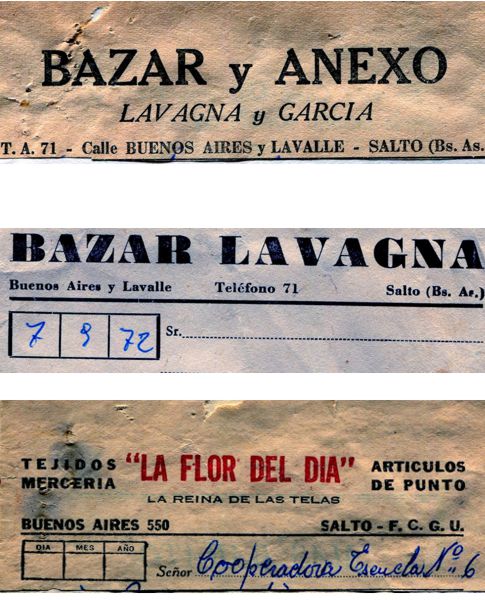 BAZAR y ANEXO
LAVAGNA y GARCIA
T. A. 71 - Calle BUENOS AIRES y LAVALLE - SALTO (Bs. As.
BAZAR LAVAGNA
Buenos Aires y Lavalle Teléfono 71 Salto (Bs. As.)
7 9 72 Sr.
TEJIDOS "LA FLOR DEL DIA" ARTICULOS
MERCERIA DE PUNTO
LA REINA DE LAS TELAS
BUENOS AIRES 550 SALTO - F. C. G. U.
DIA MES AÑO
Señor Cooperadora Escuela Nº 6